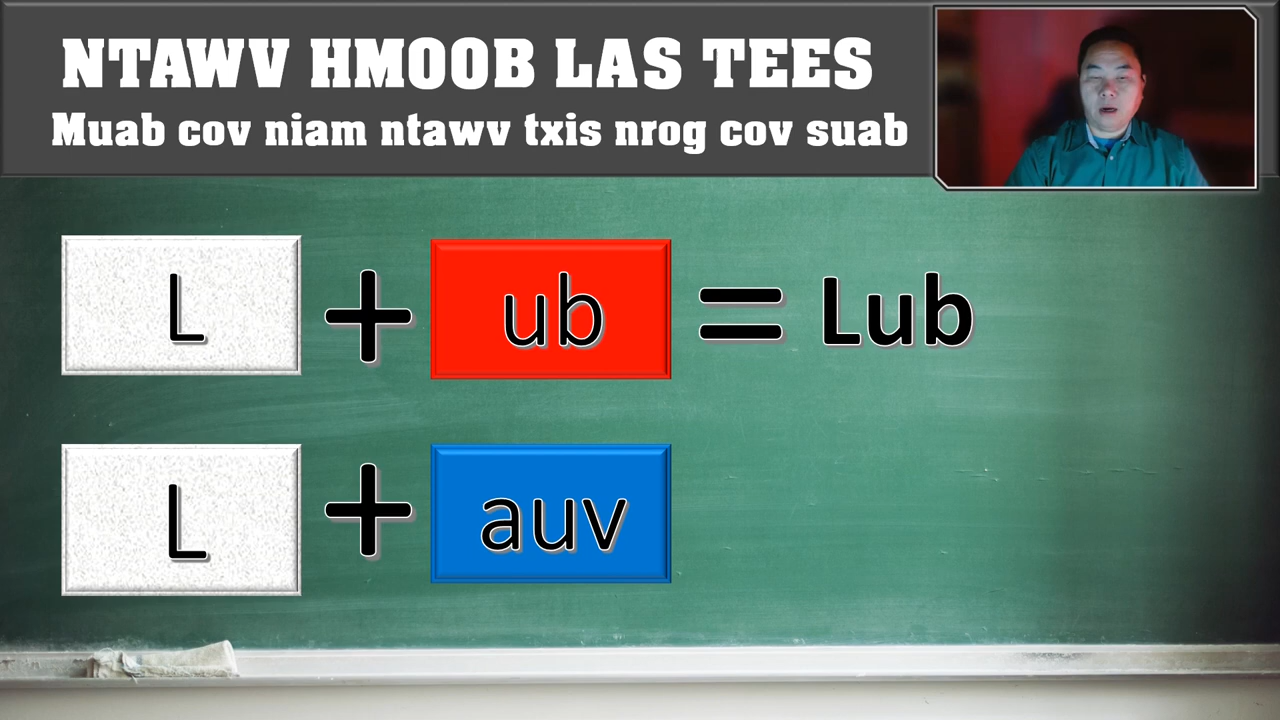 NTAWV HMOOB LAS TEES
Muab cov niam ntawv txis nrog cov suab
L + ub = Lub
L + auv